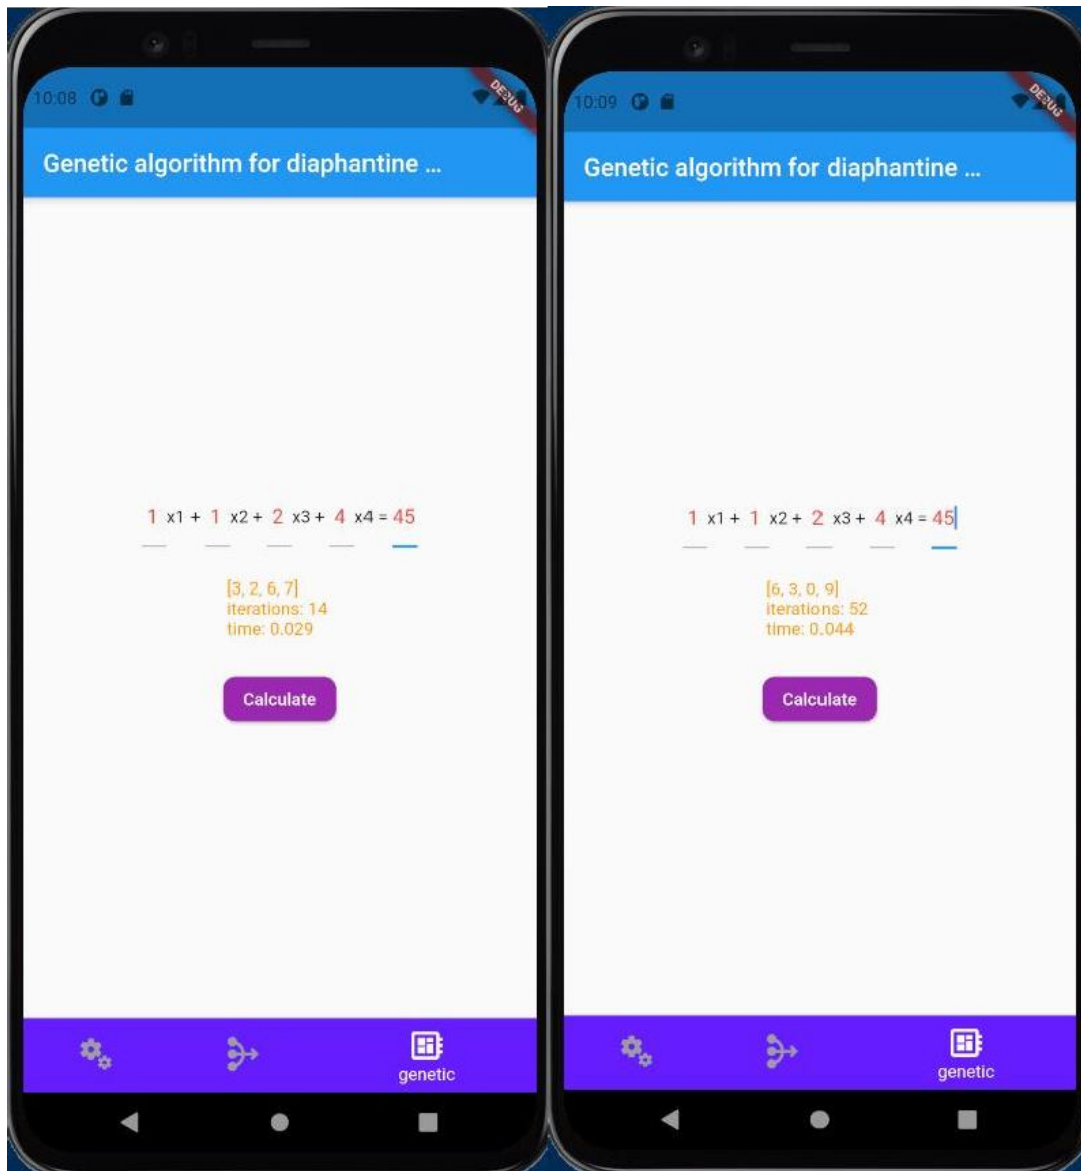 10:08
DEBUG
Genetic algorithm for diaphantine ...
1 x1 + 1 x2 + 2 x3 + 4 x4 = 45
[3, 2, 6, 7]
iterations: 14
time: 0.029
Calculate
genetic
10:09
DEBUG
Genetic algorithm for diaphantine ...
1 x1 + 1 x2 + 2 x3 + 4 x4 = 45
[6, 3, 0, 9]
iterations: 52
time: 0.044
Calculate
genetic